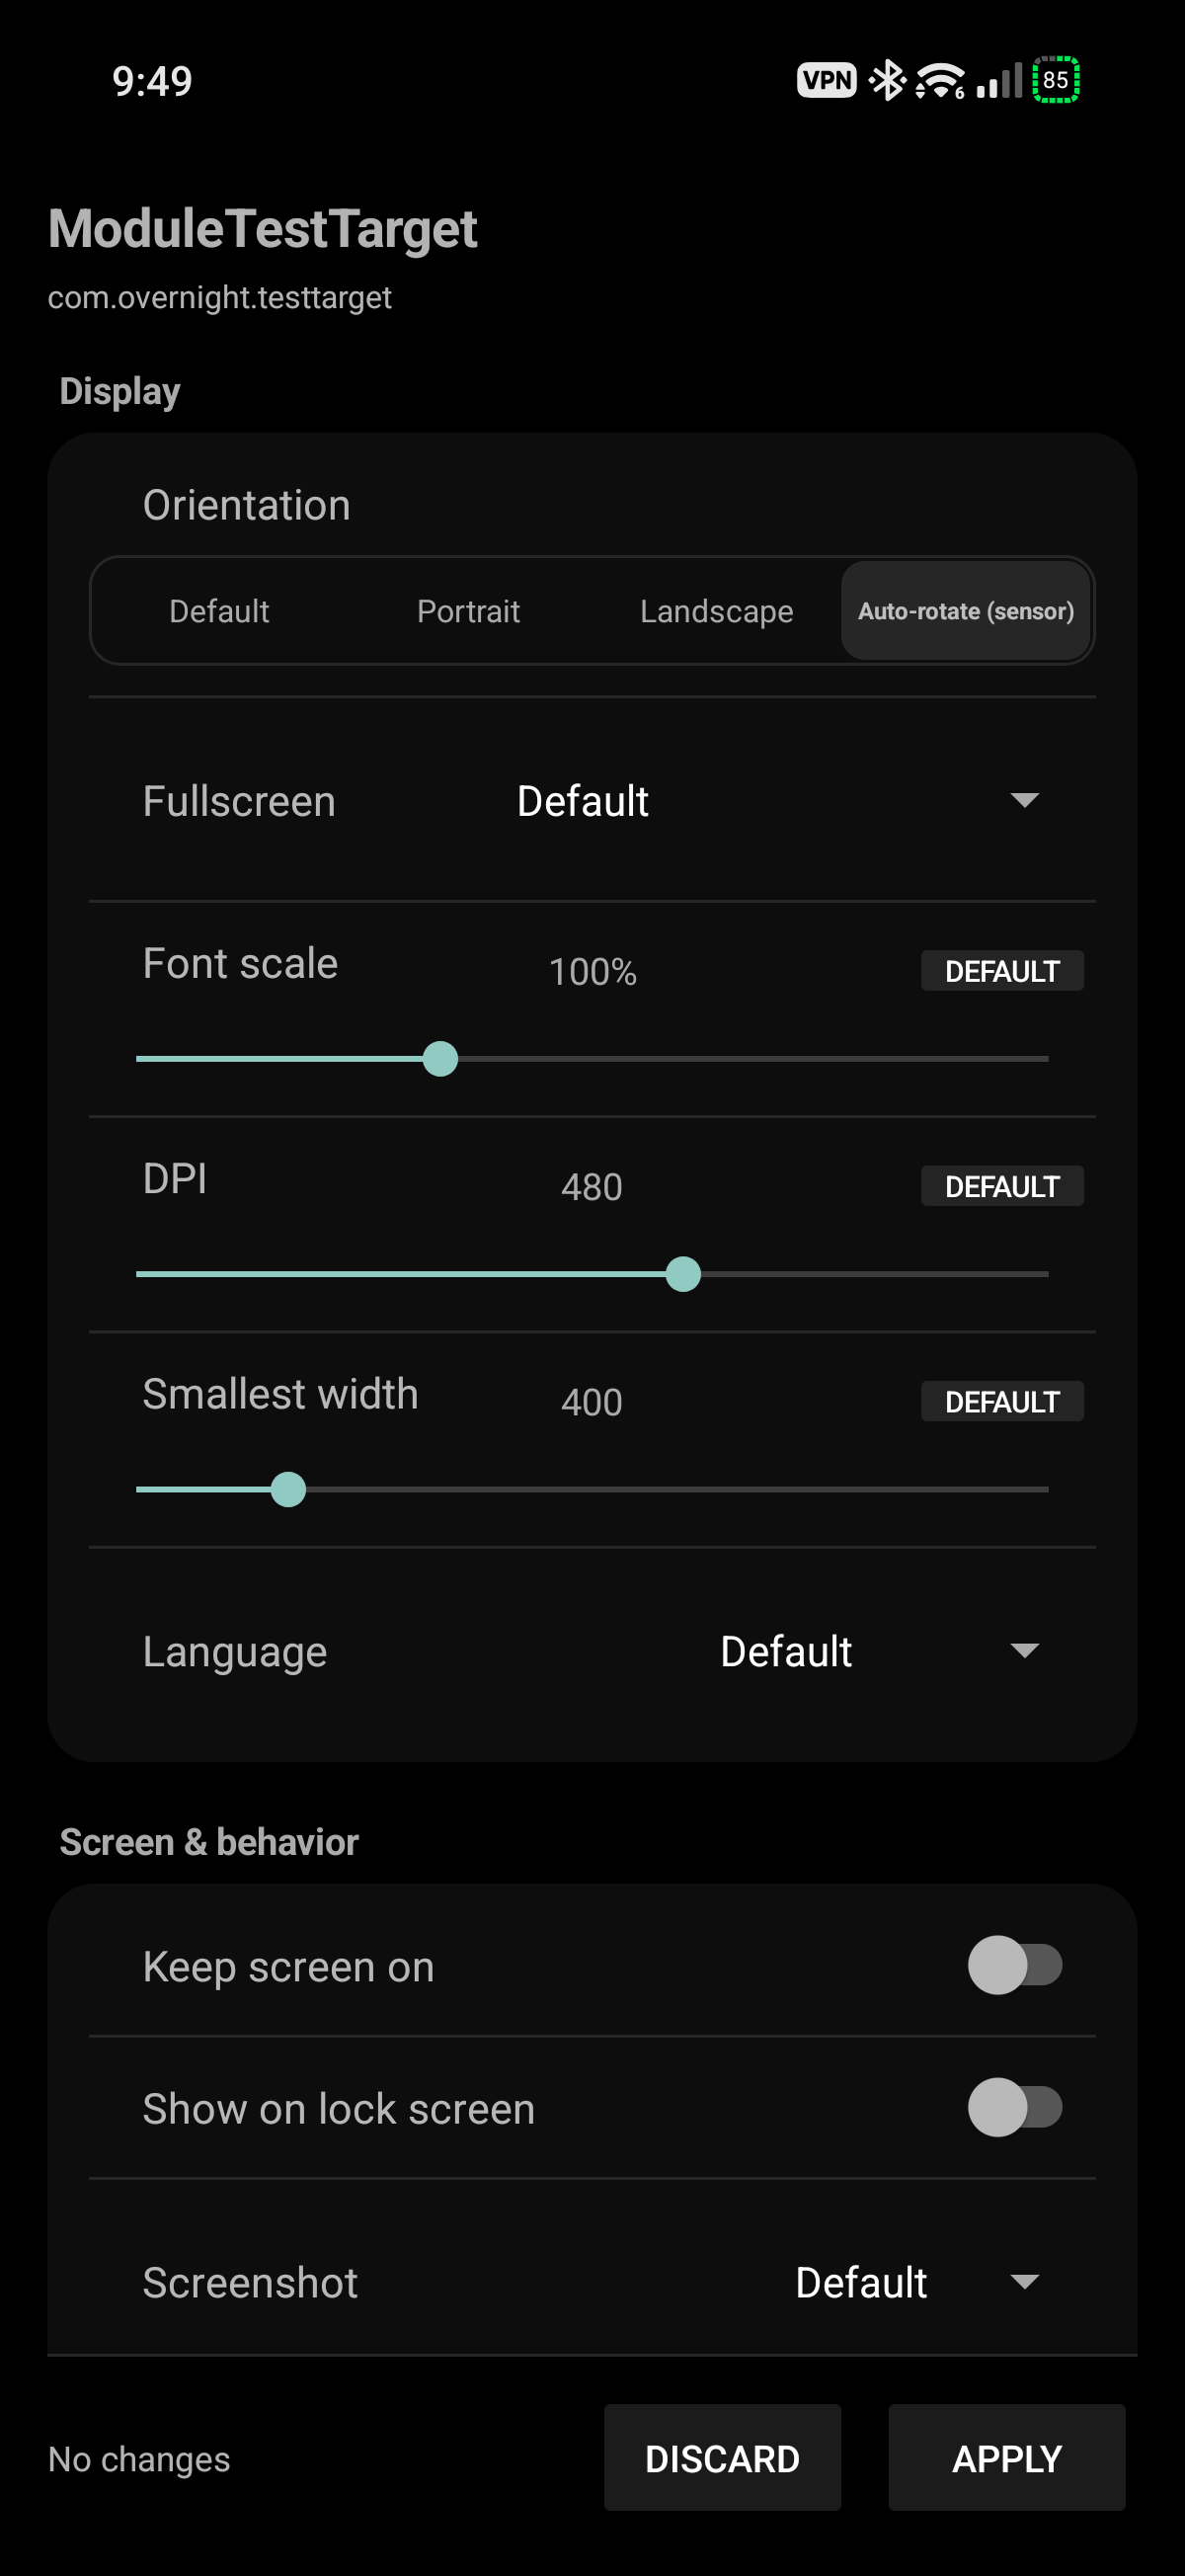 9:49
VPN
6
85
ModuleTestTarget
com.overnight.testtarget
Display
Orientation
Default Portrait Landscape Auto-rotate (sensor)
Fullscreen Default
Font scale 100% DEFAULT
DPI 480 DEFAULT
Smallest width 400 DEFAULT
Language Default
Screen & behavior
Keep screen on
Show on lock screen
Screenshot Default
No changes DISCARD APPLY